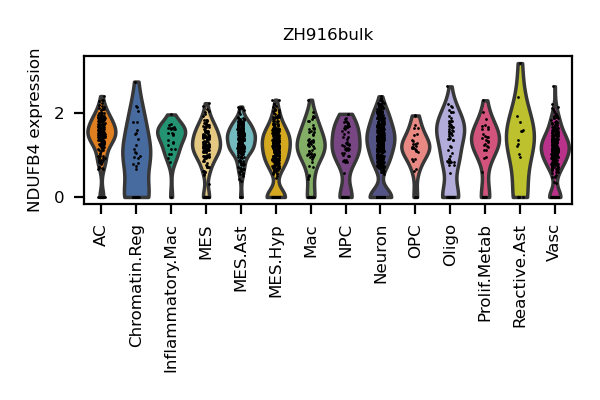 ZH916bulk
NDUFB4 expression
2
0
AC
Chromatin.Reg
Inflammatory.Mac
MES
MES.Ast
MES.Hyp
Mac
NPC
Neuron
OPC
Oligo
Prolif.Metab
Reactive.Ast
Vasc